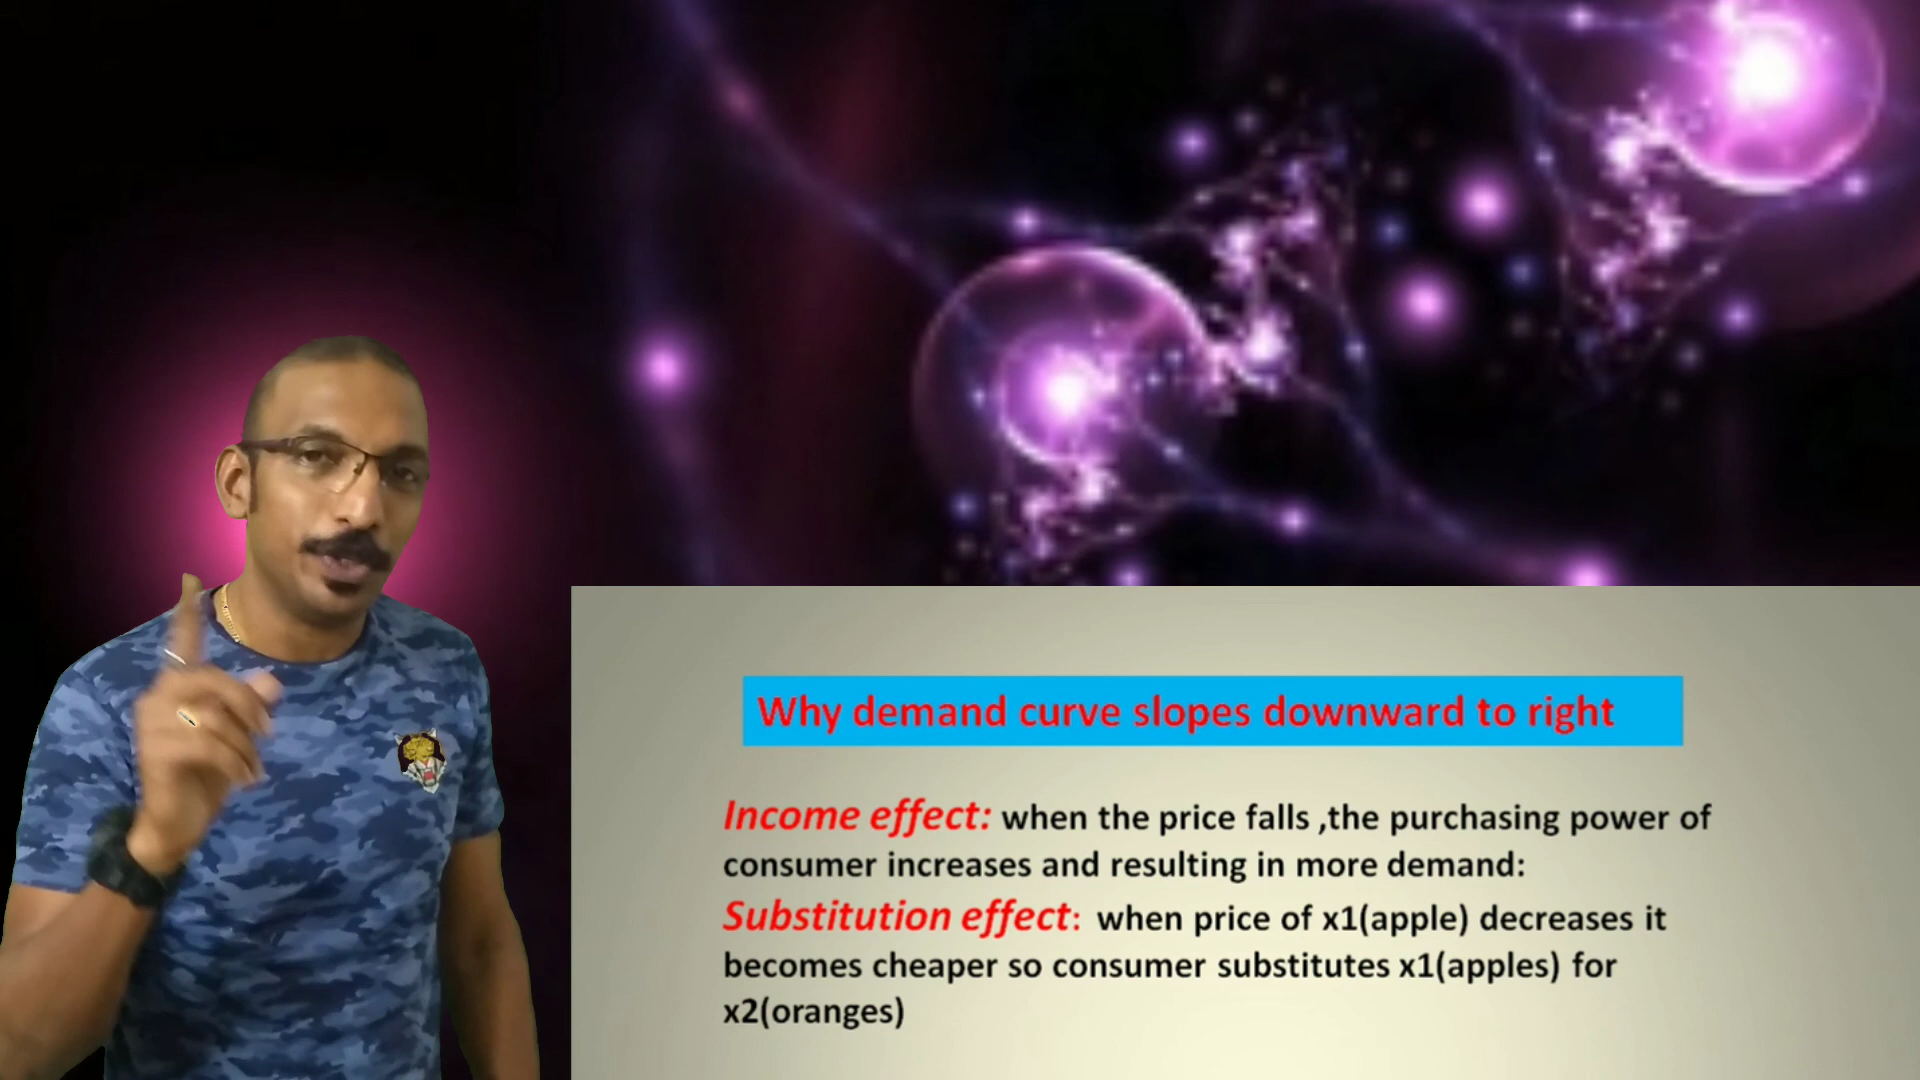 Why demand curve slopes downward to right
Income effect: when the price falls ,the purchasing power of
consumer increases and resulting in more demand:
Substitution effect: when price of x1(apple) decreases it
becomes cheaper so consumer substitutes x1(apples) for
x2(oranges)